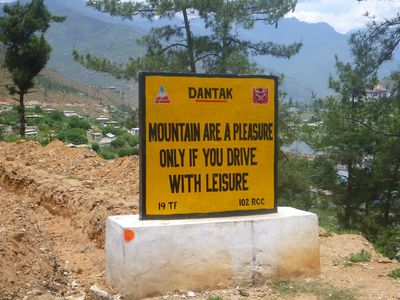 DANTAK
MOUNTAIN ARE A PLEASURE
ONLY IF YOU DRIVE
WITH LEISURE
19 TF 102 RCC